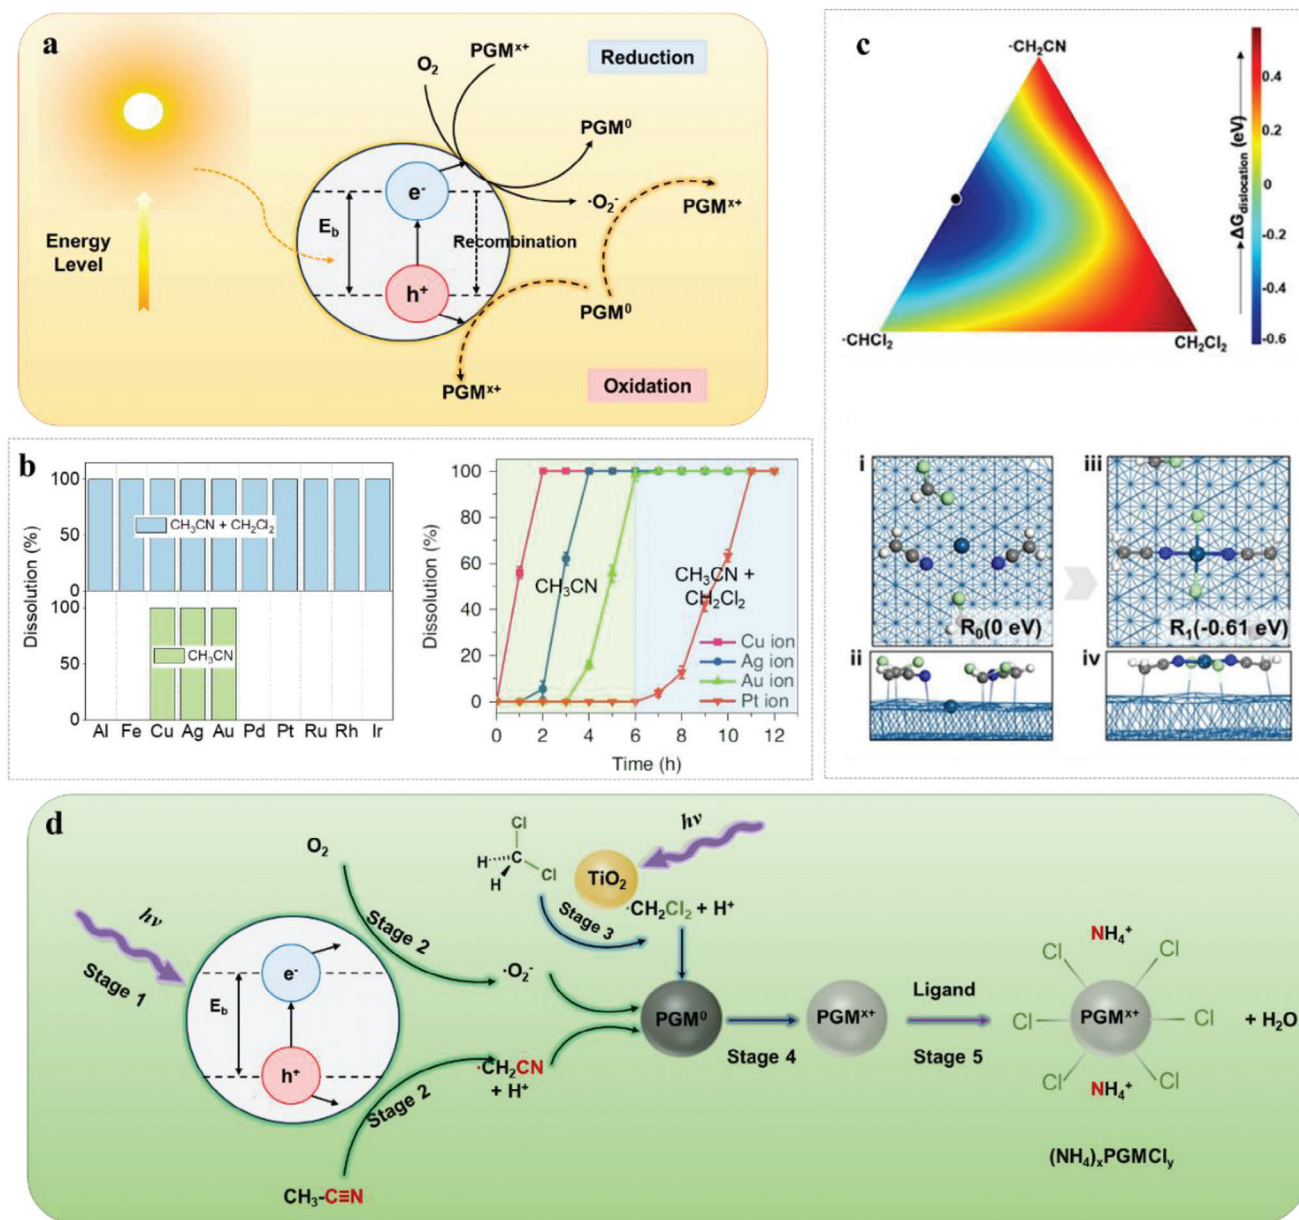 a
Reduction
O₂
PGMˣ⁺
PGM⁰
·O₂⁻
PGMˣ⁺
e⁻
E_b
Recombination
h⁺
PGM⁰
PGMˣ⁺
Oxidation
Energy
Level
b
Dissolution (%)
100
50
0
CH₃CN + CH₂Cl₂
Dissolution (%)
100
50
0
CH₃CN
Al Fe Cu Ag Au Pd Pt Ru Rh Ir
Dissolution (%)
100
80
60
40
20
0
CH₃CN
CH₃CN +
CH₂Cl₂
Cu ion
Ag ion
Au ion
Pt ion
0 2 4 6 8 10 12
Time (h)
c
·CH₂CN
·CHCl₂
CH₂Cl₂
ΔG_dislocation (eV)
0.4
0.2
0
-0.2
-0.4
-0.6
i
R₀(0 eV)
ii
iii
R₁(-0.61 eV)
iv
d
hν
Stage 1
O₂
Stage 2
e⁻
E_b
h⁺
·O₂⁻
Stage 2
·CH₂CN
+ H⁺
CH₃-C≡N
Cl
H
C
Cl
H
Stage 3
TiO₂
hν
·CH₂Cl₂ + H⁺
PGM⁰
Stage 4
PGMˣ⁺
Ligand
Stage 5
NH₄⁺
Cl
Cl
Cl
PGMˣ⁺
Cl
Cl
Cl
NH₄⁺
+ H₂O
(NH₄)ₓPGMCl_y